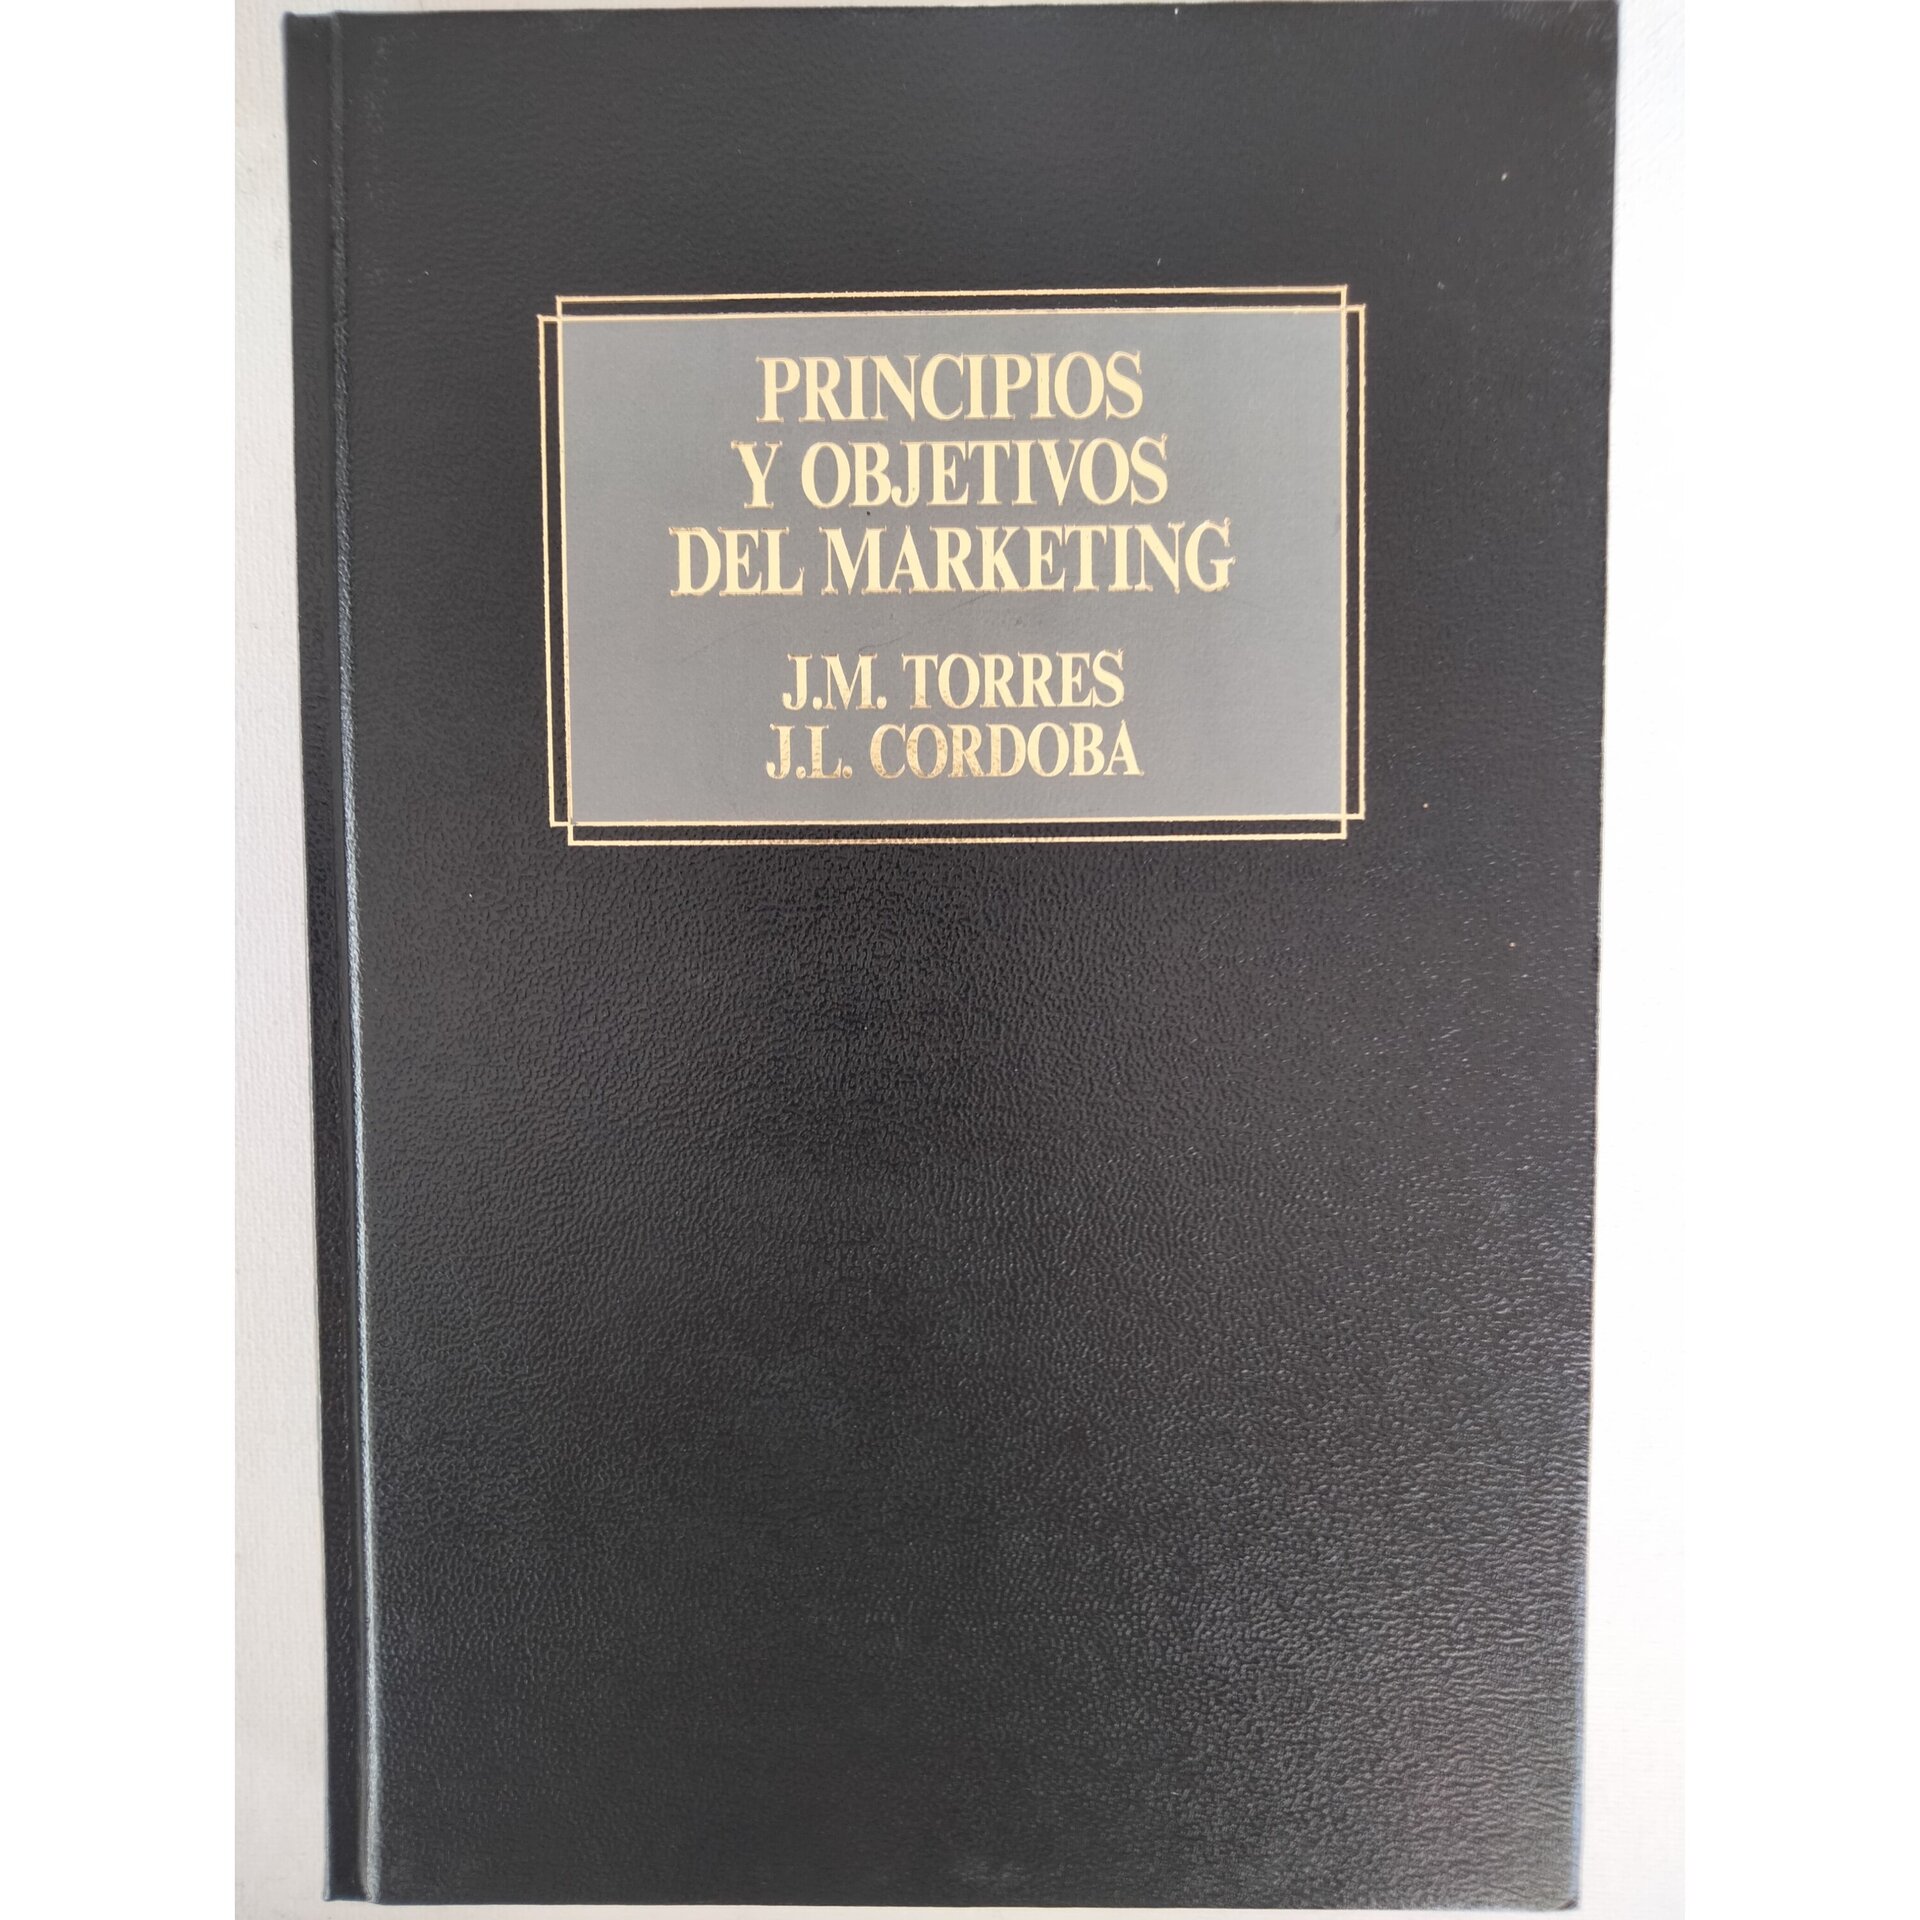 PRINCIPIOS
Y OBJETIVOS
DEL MARKETING
J.M. TORRES
J.L. CORDOBA